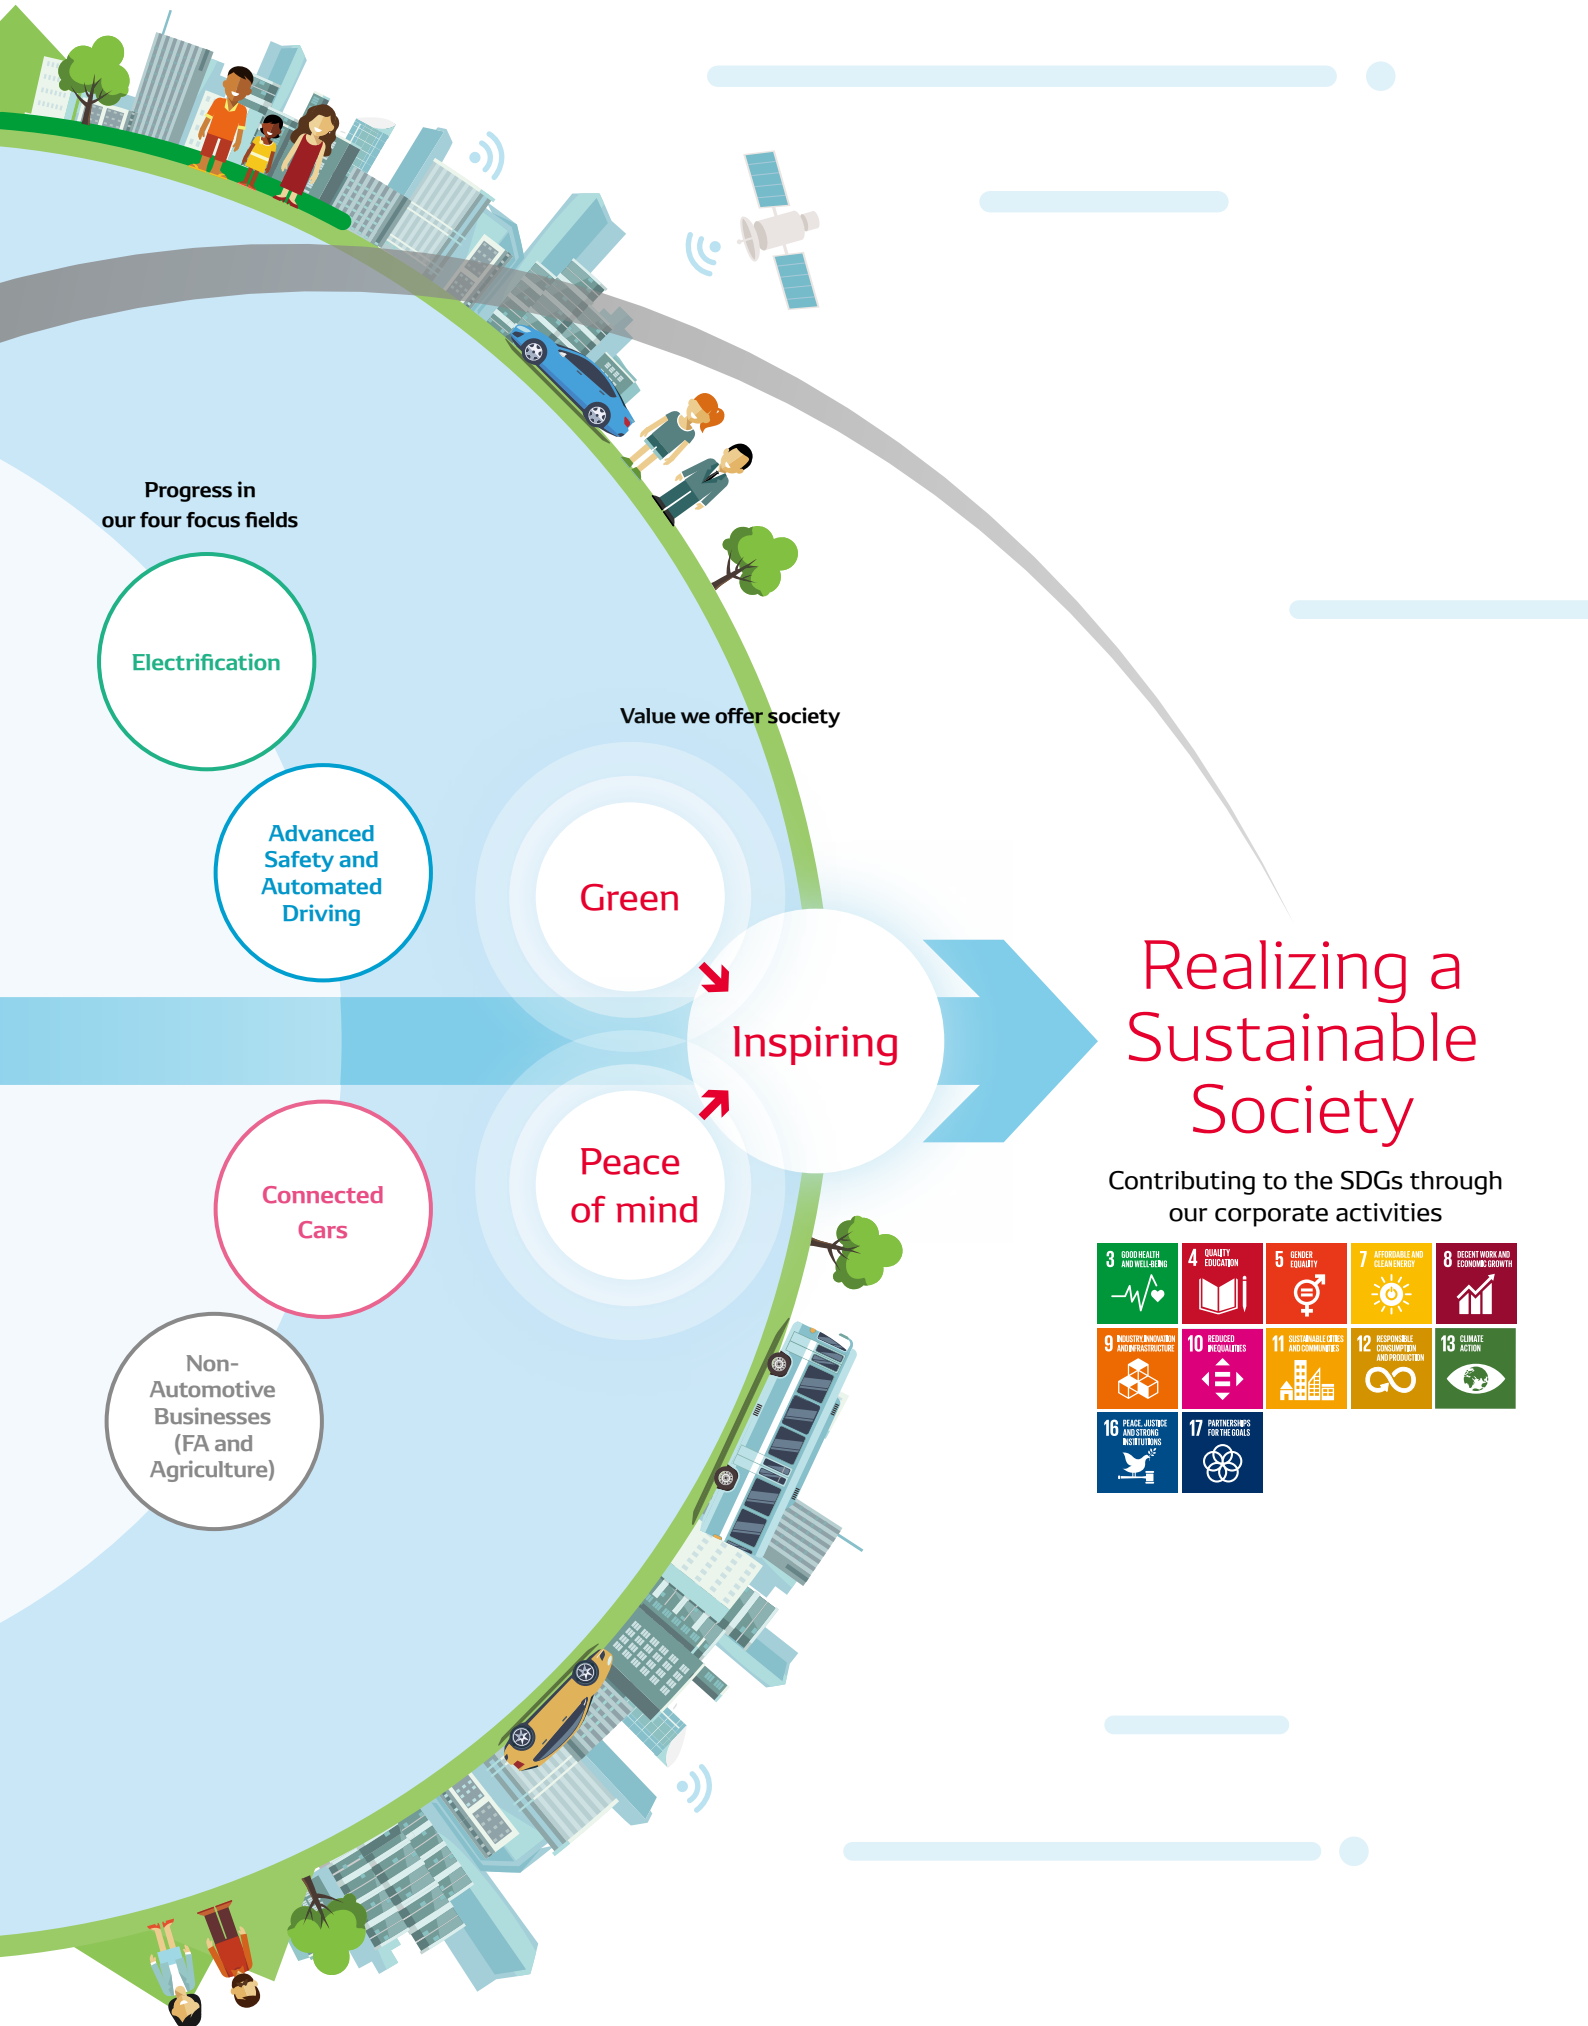 Progress in
our four focus fields
Electrification
Advanced
Safety and
Automated
Driving
Connected
Cars
Non-
Automotive
Businesses
(FA and
Agriculture)
Value we offer society
Green
Inspiring
Peace
of mind
Realizing a
Sustainable
Society
Contributing to the SDGs through
our corporate activities
3 GOOD HEALTH
AND WELL-BEING
4 QUALITY
EDUCATION
5 GENDER
EQUALITY
7 AFFORDABLE AND
CLEAN ENERGY
8 DECENT WORK AND
ECONOMIC GROWTH
9 INDUSTRY, INNOVATION
AND INFRASTRUCTURE
10 REDUCED
INEQUALITIES
11 SUSTAINABLE CITIES
AND COMMUNITIES
12 RESPONSIBLE
CONSUMPTION
AND PRODUCTION
13 CLIMATE
ACTION
16 PEACE, JUSTICE
AND STRONG
INSTITUTIONS
17 PARTNERSHIPS
FOR THE GOALS